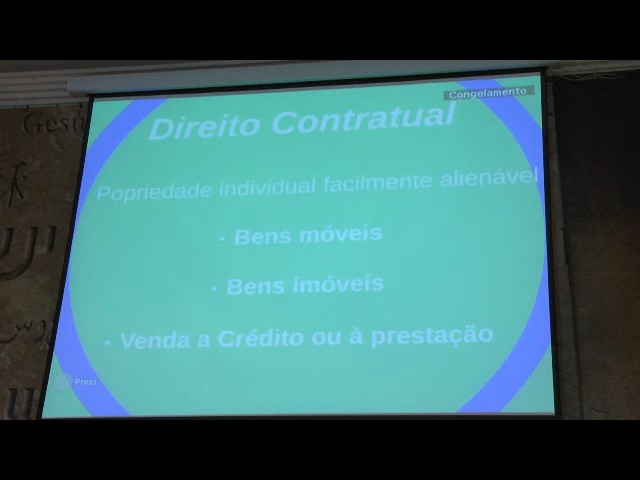 Congelamento
Direito Contratual
Popriedade individual facilmente alienável
• Bens móveis
• Bens imóveis
• Venda a Crédito ou à prestação
Prezi